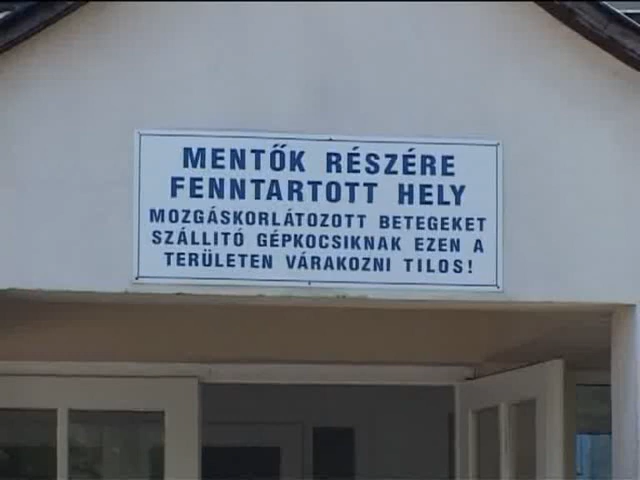 MENTŐK RÉSZÉRE
FENNTARTOTT HELY
MOZGÁSKORLÁTOZOTT BETEGEKET
SZÁLLITÓ GÉPKOCSIKNAK EZEN A
TERÜLETEN VÁRAKOZNI TILOS!